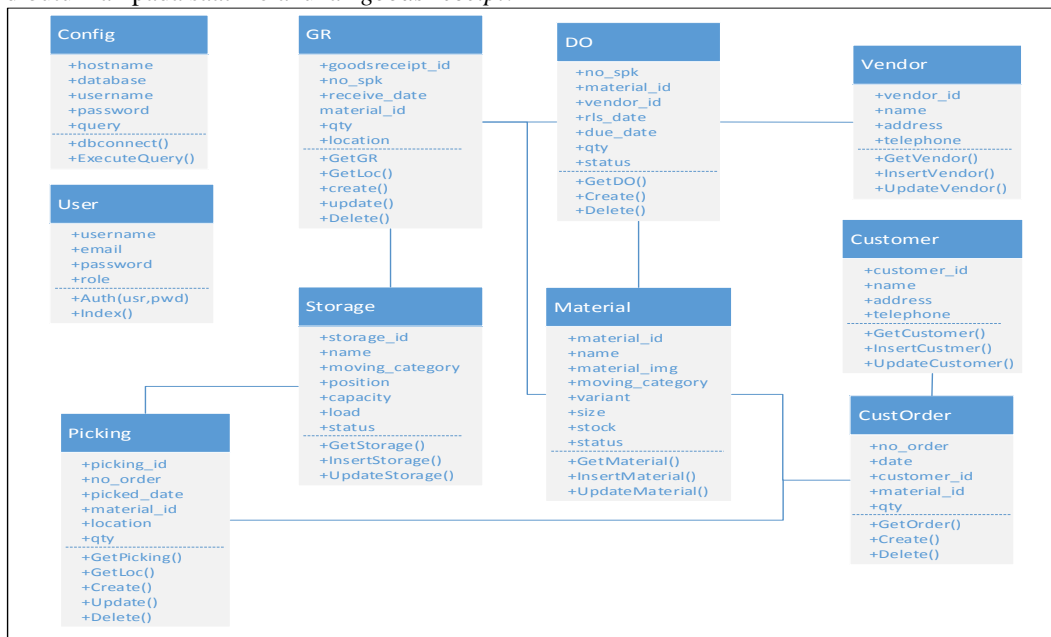 Config
+hostname
+database
+username
+password
+query
+dbconnect()
+ExecuteQuery()
GR
+goodsreceipt_id
+no_spk
+receive_date
material_id
+qty
+location
+GetGR
+GetLoc()
+create()
+update()
+Delete()
DO
+no_spk
+material_id
+vendor_id
+rls_date
+due_date
+qty
+status
+GetDO()
+Create()
+Delete()
Vendor
+vendor_id
+name
+address
+telephone
+GetVendor()
+InsertVendor()
+UpdateVendor()
User
+username
+email
+password
+role
+Auth(usr,pwd)
+Index()
Storage
+storage_id
+name
+moving_category
+position
+capacity
+load
+status
+GetStorage()
+InsertStorage()
+UpdateStorage()
Material
+material_id
+name
+material_img
+moving_category
+variant
+size
+stock
+status
+GetMaterial()
+InsertMaterial()
+UpdateMaterial()
Customer
+customer_id
+name
+address
+telephone
+GetCustomer()
+InsertCustmer()
+UpdateCustomer()
Picking
+picking_id
+no_order
+picked_date
+material_id
+location
+qty
+GetPicking()
+GetLoc()
+Create()
+Update()
+Delete()
CustOrder
+no_order
+date
+customer_id
+material_id
+qty
+GetOrder()
+Create()
+Delete()